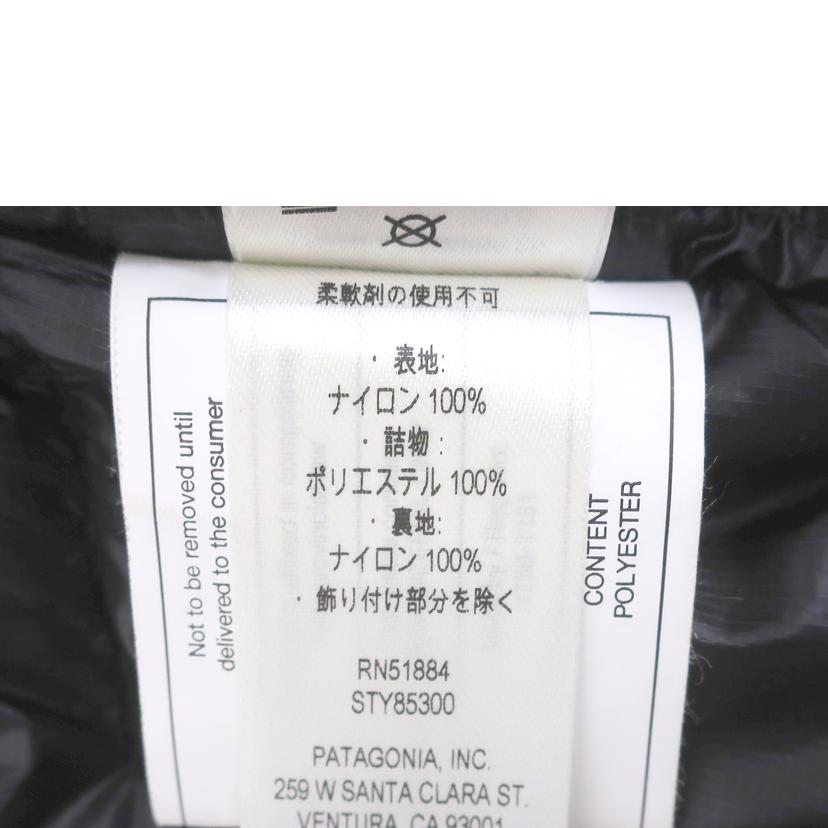 柔軟剤の使用不可
・表地:
ナイロン 100%
・詰物:
ポリエステル 100%
・裏地:
ナイロン 100%
・飾り付け部分を除く
RN51884
STY85300
PATAGONIA, INC.
259 W SANTA CLARA ST.
VENTURA, CA 93001
Not to be removed until
delivered to the consumer
CONTENT
POLYESTER